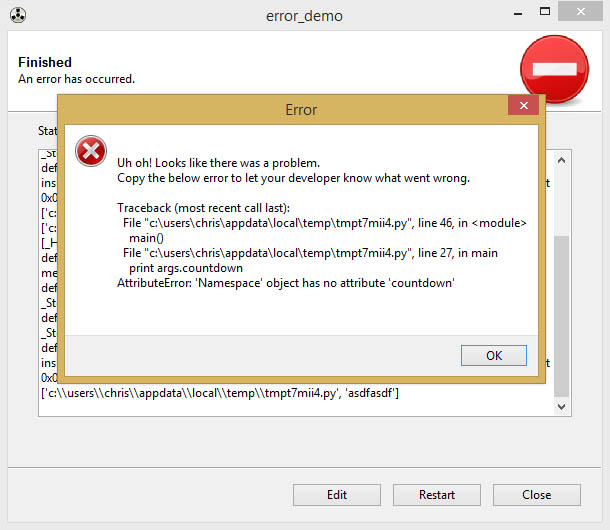 error_demo
Finished
An error has occurred.
Error
Uh oh! Looks like there was a problem.
Copy the below error to let your developer know what went wrong.
Traceback (most recent call last):
File "c:\users\chris\appdata\local\temp\tmpt7mii4.py", line 46, in <module>
main()
File "c:\users\chris\appdata\local\temp\tmpt7mii4.py", line 27, in main
print args.countdown
AttributeError: 'Namespace' object has no attribute 'countdown'
OK
Stat
_St
def
ins
0x0
['c:
['c:
[_H
def
me
def
_Sto
def
_Sto
def
ins
0x0
['c:\\users\\chris\\appdata\\local\\temp\\tmpt7mii4.py', 'asdfasdf']
Edit
Restart
Close